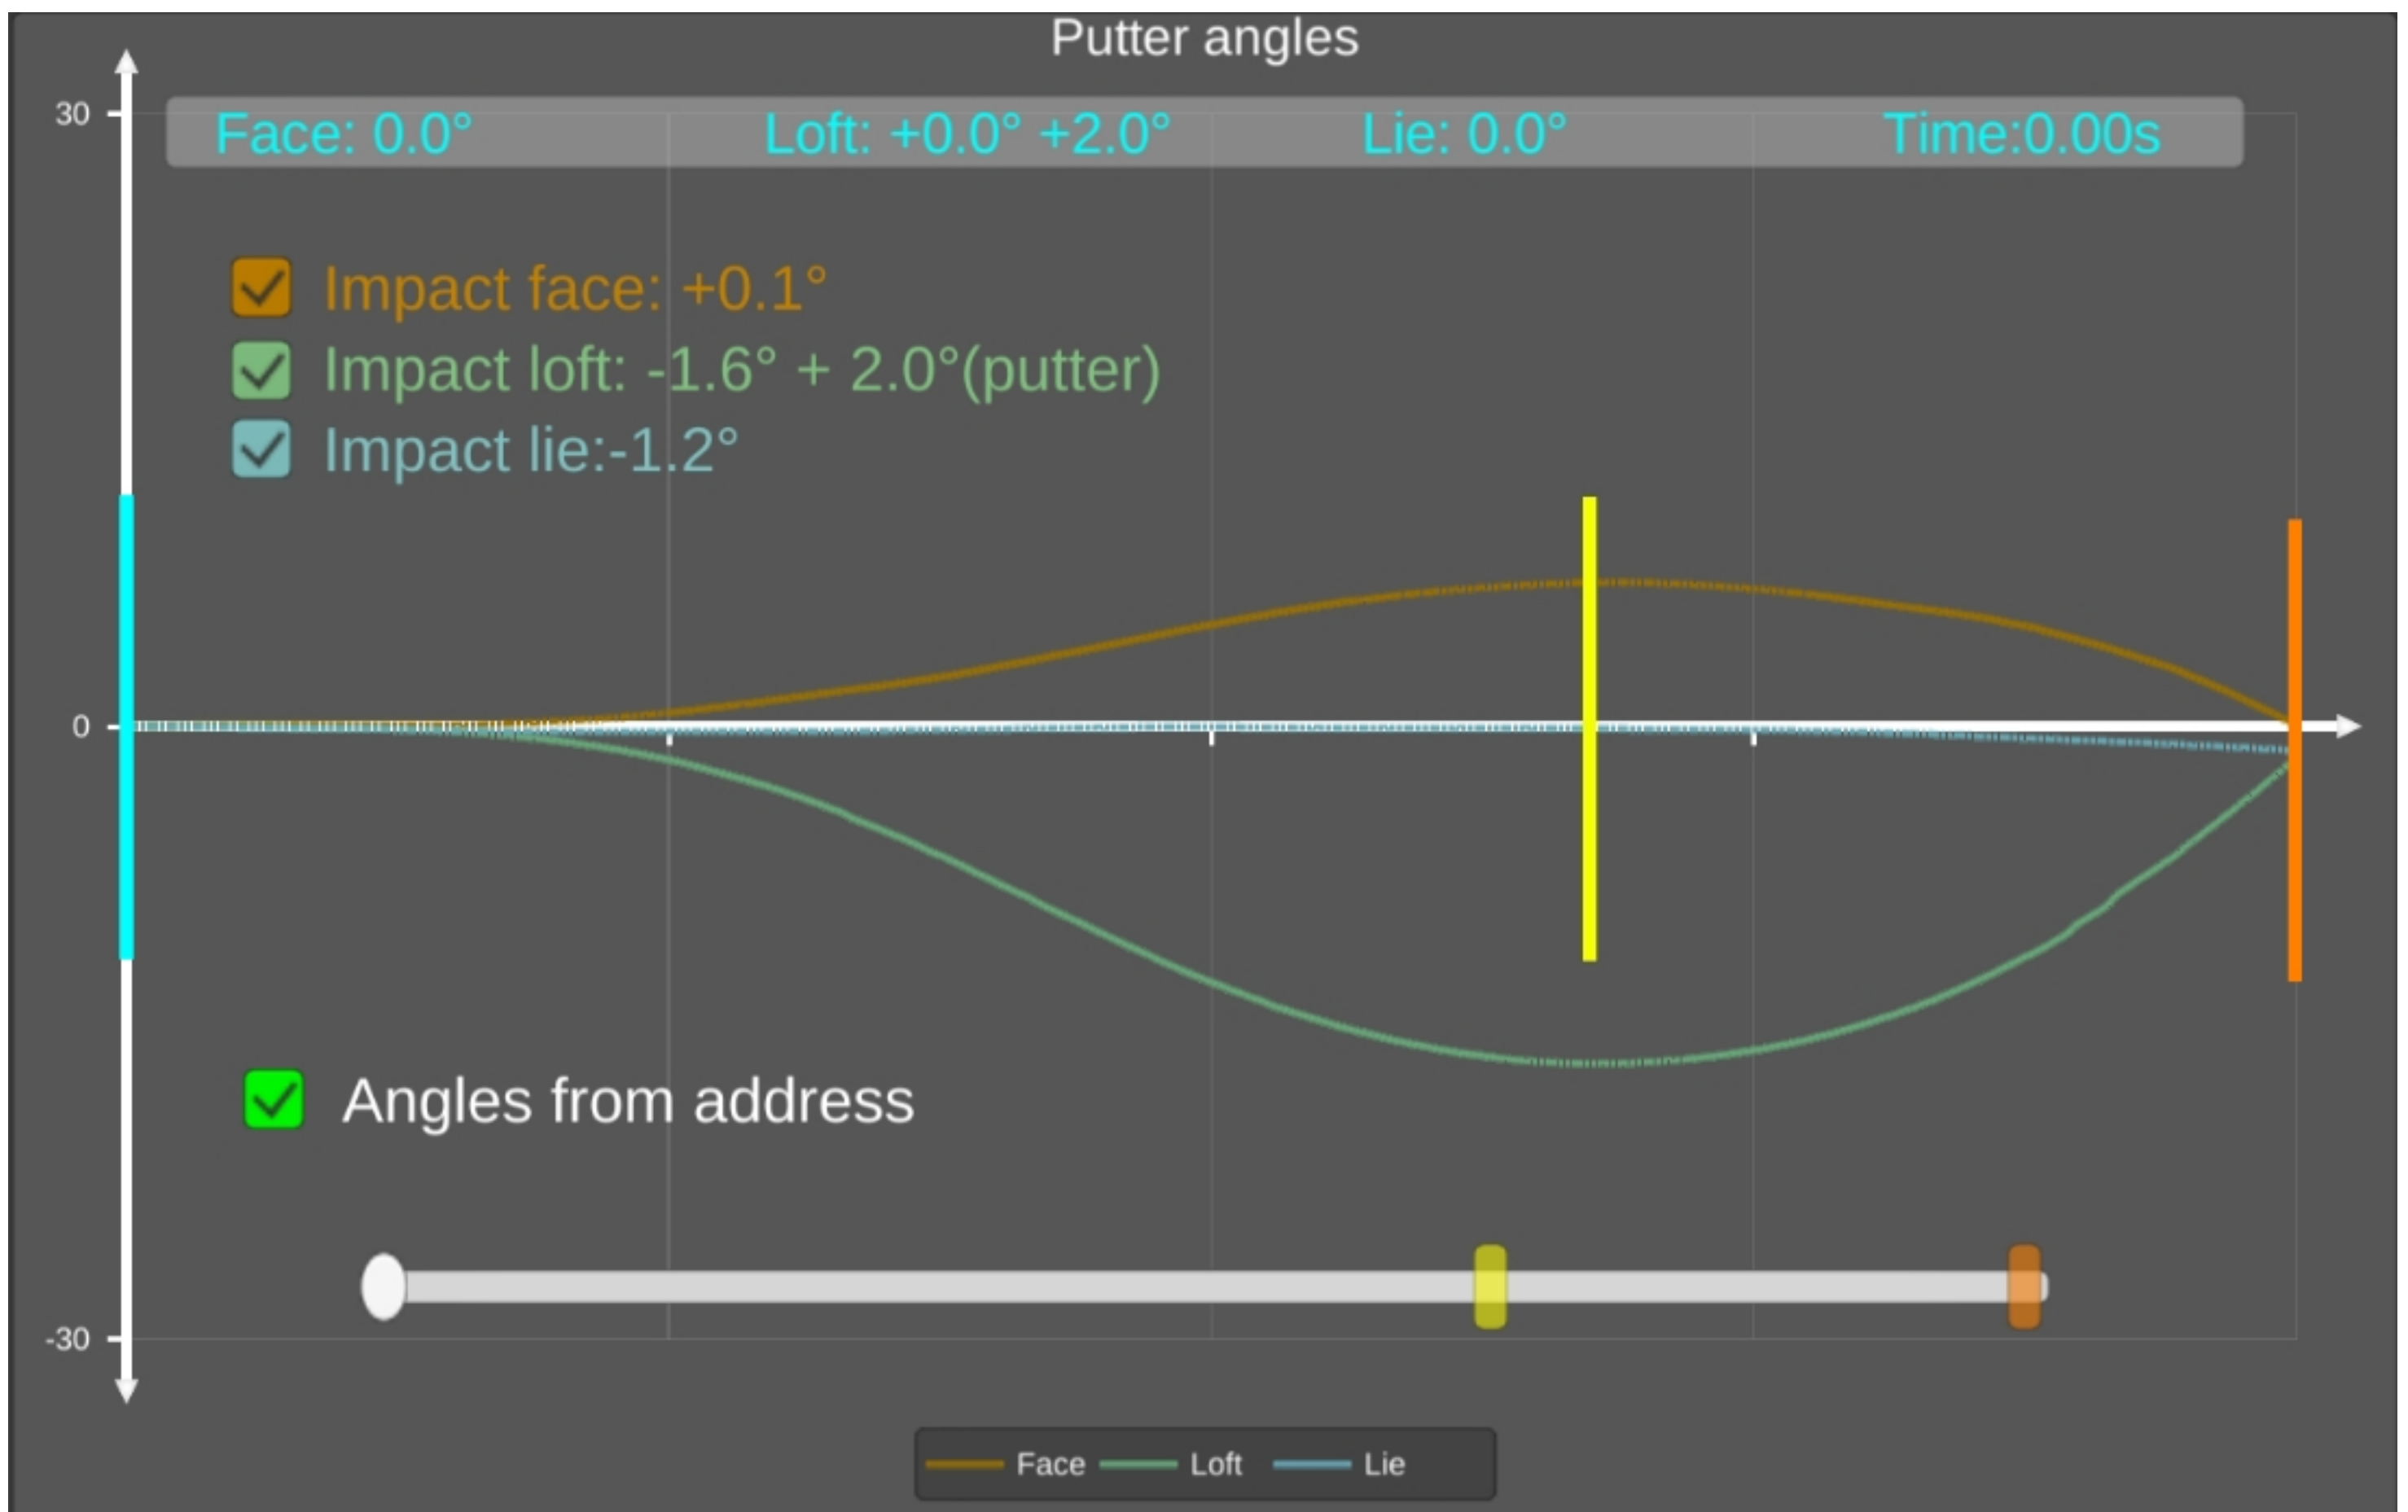 Putter angles
30
Face: 0.0° Loft: +0.0° +2.0° Lie: 0.0° Time:0.00s
Impact face: +0.1°
Impact loft: -1.6° + 2.0°(putter)
Impact lie:-1.2°
0
Angles from address
-30
Face Loft Lie